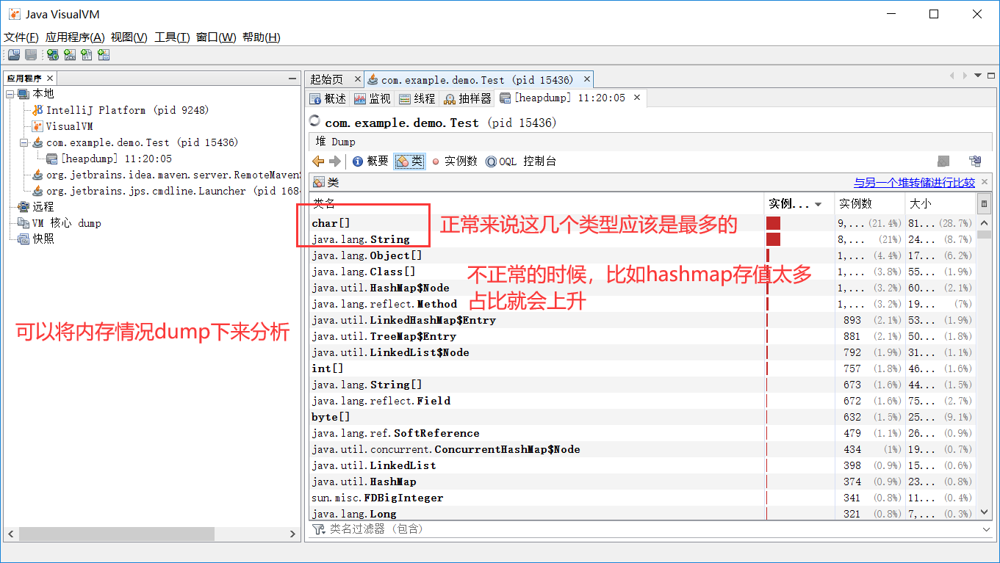 Java VisualVM
文件(F) 应用程序(A) 视图(V) 工具(T) 窗口(W) 帮助(H)
应用程序
本地
IntelliJ Platform (pid 9248)
VisualVM
com.example.demo.Test (pid 15436)
[heapdump] 11:20:05
org.jetbrains.idea.maven.server.RemoteMavenS
org.jetbrains.jps.cmdline.Launcher (pid 1684
远程
VM 核心 dump
快照
可以将内存情况dump下来分析
起始页 com.example.demo.Test (pid 15436)
概述 监视 线程 抽样器 [heapdump] 11:20:05
com.example.demo.Test (pid 15436)
堆 Dump
概要 类 实例数 OQL 控制台
类 与另一个堆转储进行比较
类名 实例... 实例数 大小
char[] 9,... (21.4%) 81... (28.7%)
java.lang.String 8,... (21%) 24... (8.7%)
正常来说这几个类型应该是最多的
java.lang.Object[] 1,... (4.4%) 17... (6.2%)
java.lang.Class[] 1,... (3.8%) 55... (1.9%)
java.util.HashMap$Node 1,... (3.2%) 60... (2.1%)
java.lang.reflect.Method 1,... (3.2%) 19... (7%)
不正常的时候，比如hashmap存值太多
占比就会上升
java.util.LinkedHashMap$Entry 893 (2.1%) 53... (1.9%)
java.util.TreeMap$Entry 881 (2.1%) 50... (1.8%)
java.util.LinkedList$Node 792 (1.9%) 31... (1.1%)
int[] 757 (1.8%) 46... (1.6%)
java.lang.String[] 673 (1.6%) 44... (1.5%)
java.lang.reflect.Field 672 (1.6%) 75... (2.7%)
byte[] 632 (1.5%) 25... (9.1%)
java.lang.ref.SoftReference 479 (1.1%) 26... (0.9%)
java.util.concurrent.ConcurrentHashMap$Node 434 (1%) 19... (0.7%)
java.util.LinkedList 398 (0.9%) 15... (0.6%)
java.util.HashMap 374 (0.9%) 23... (0.8%)
sun.misc.FDBigInteger 341 (0.8%) 11... (0.4%)
java.lang.Long 321 (0.8%) 7,... (0.3%)
类名过滤器（包含）